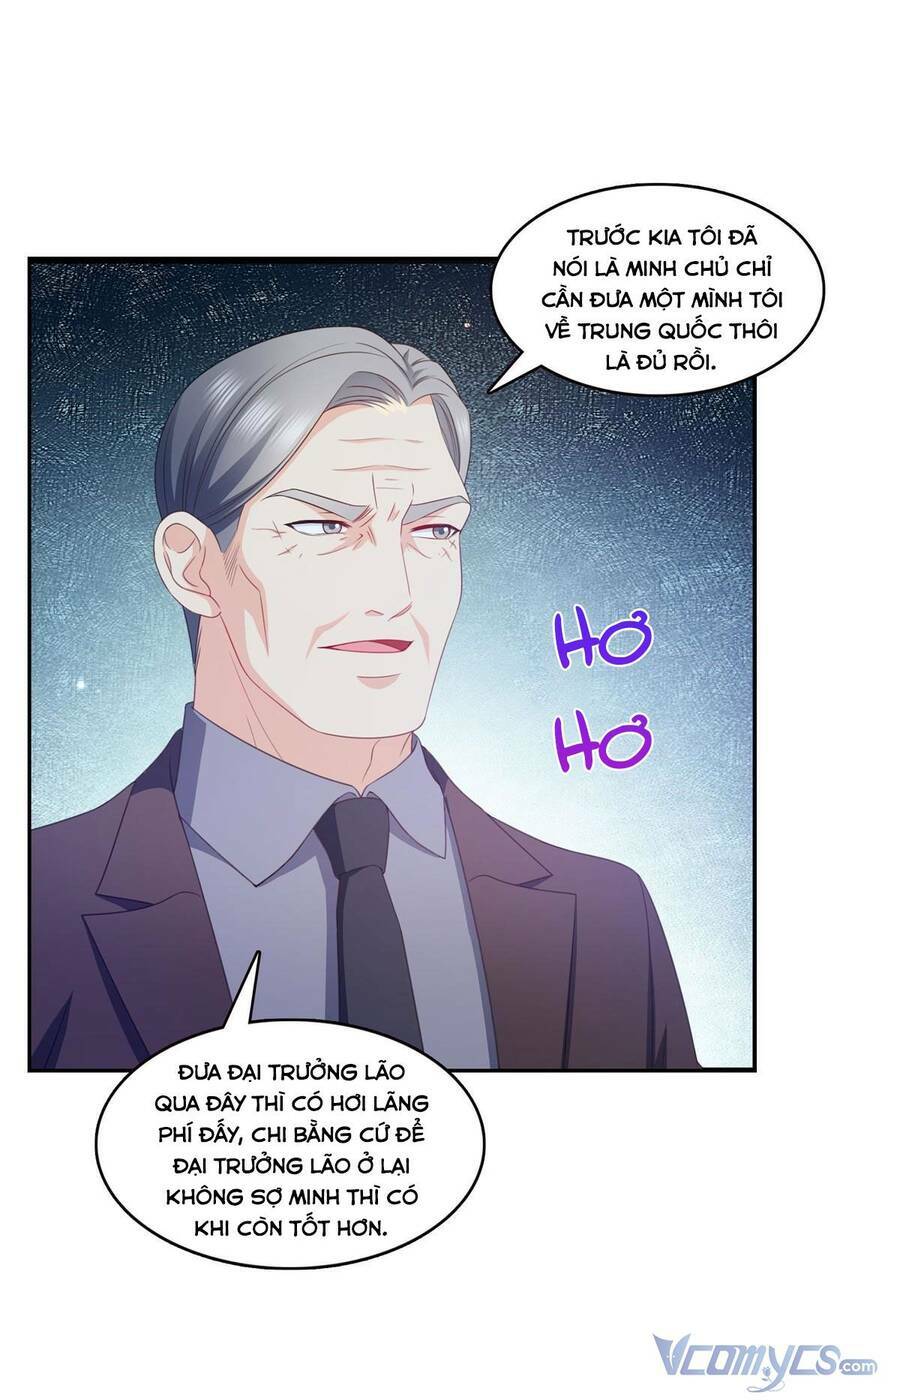 TRƯỚC KIA TÔI ĐÃ
NÓI LÀ MINH CHỦ CHỈ
CẦN ĐƯA MỘT MÌNH TÔI
VỀ TRUNG QUỐC THÔI
LÀ ĐỦ RỒI.
HƠ
HƠ
ĐƯA ĐẠI TRƯỞNG LÃO
QUA ĐÂY THÌ CÓ HƠI LÃNG
PHÍ ĐẤY, CHI BẰNG CỨ ĐỂ
ĐẠI TRƯỞNG LÃO Ở LẠI
KHÔNG SỢ MINH THÌ CÓ
KHI CÒN TỐT HƠN.
VCOMYCS.com